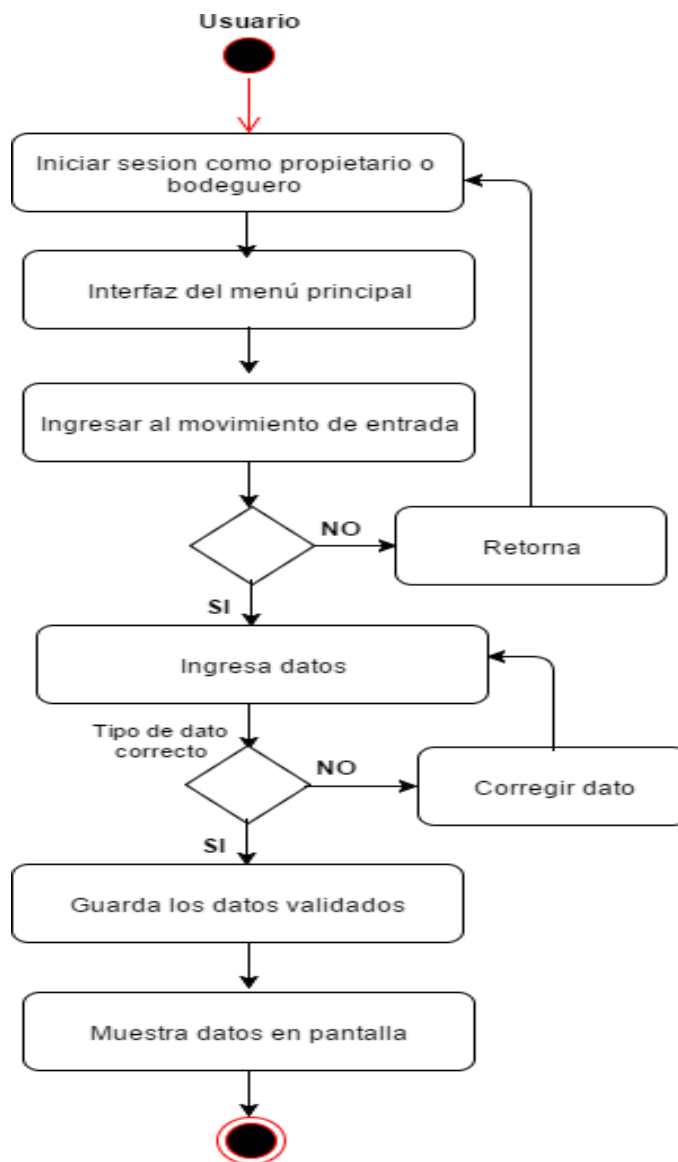 Usuario
Iniciar sesion como propietario o
bodeguero
Interfaz del menú principal
Ingresar al movimiento de entrada
NO
Retorna
SI
Ingresa datos
Tipo de dato
correcto
NO
Corregir dato
SI
Guarda los datos validados
Muestra datos en pantalla